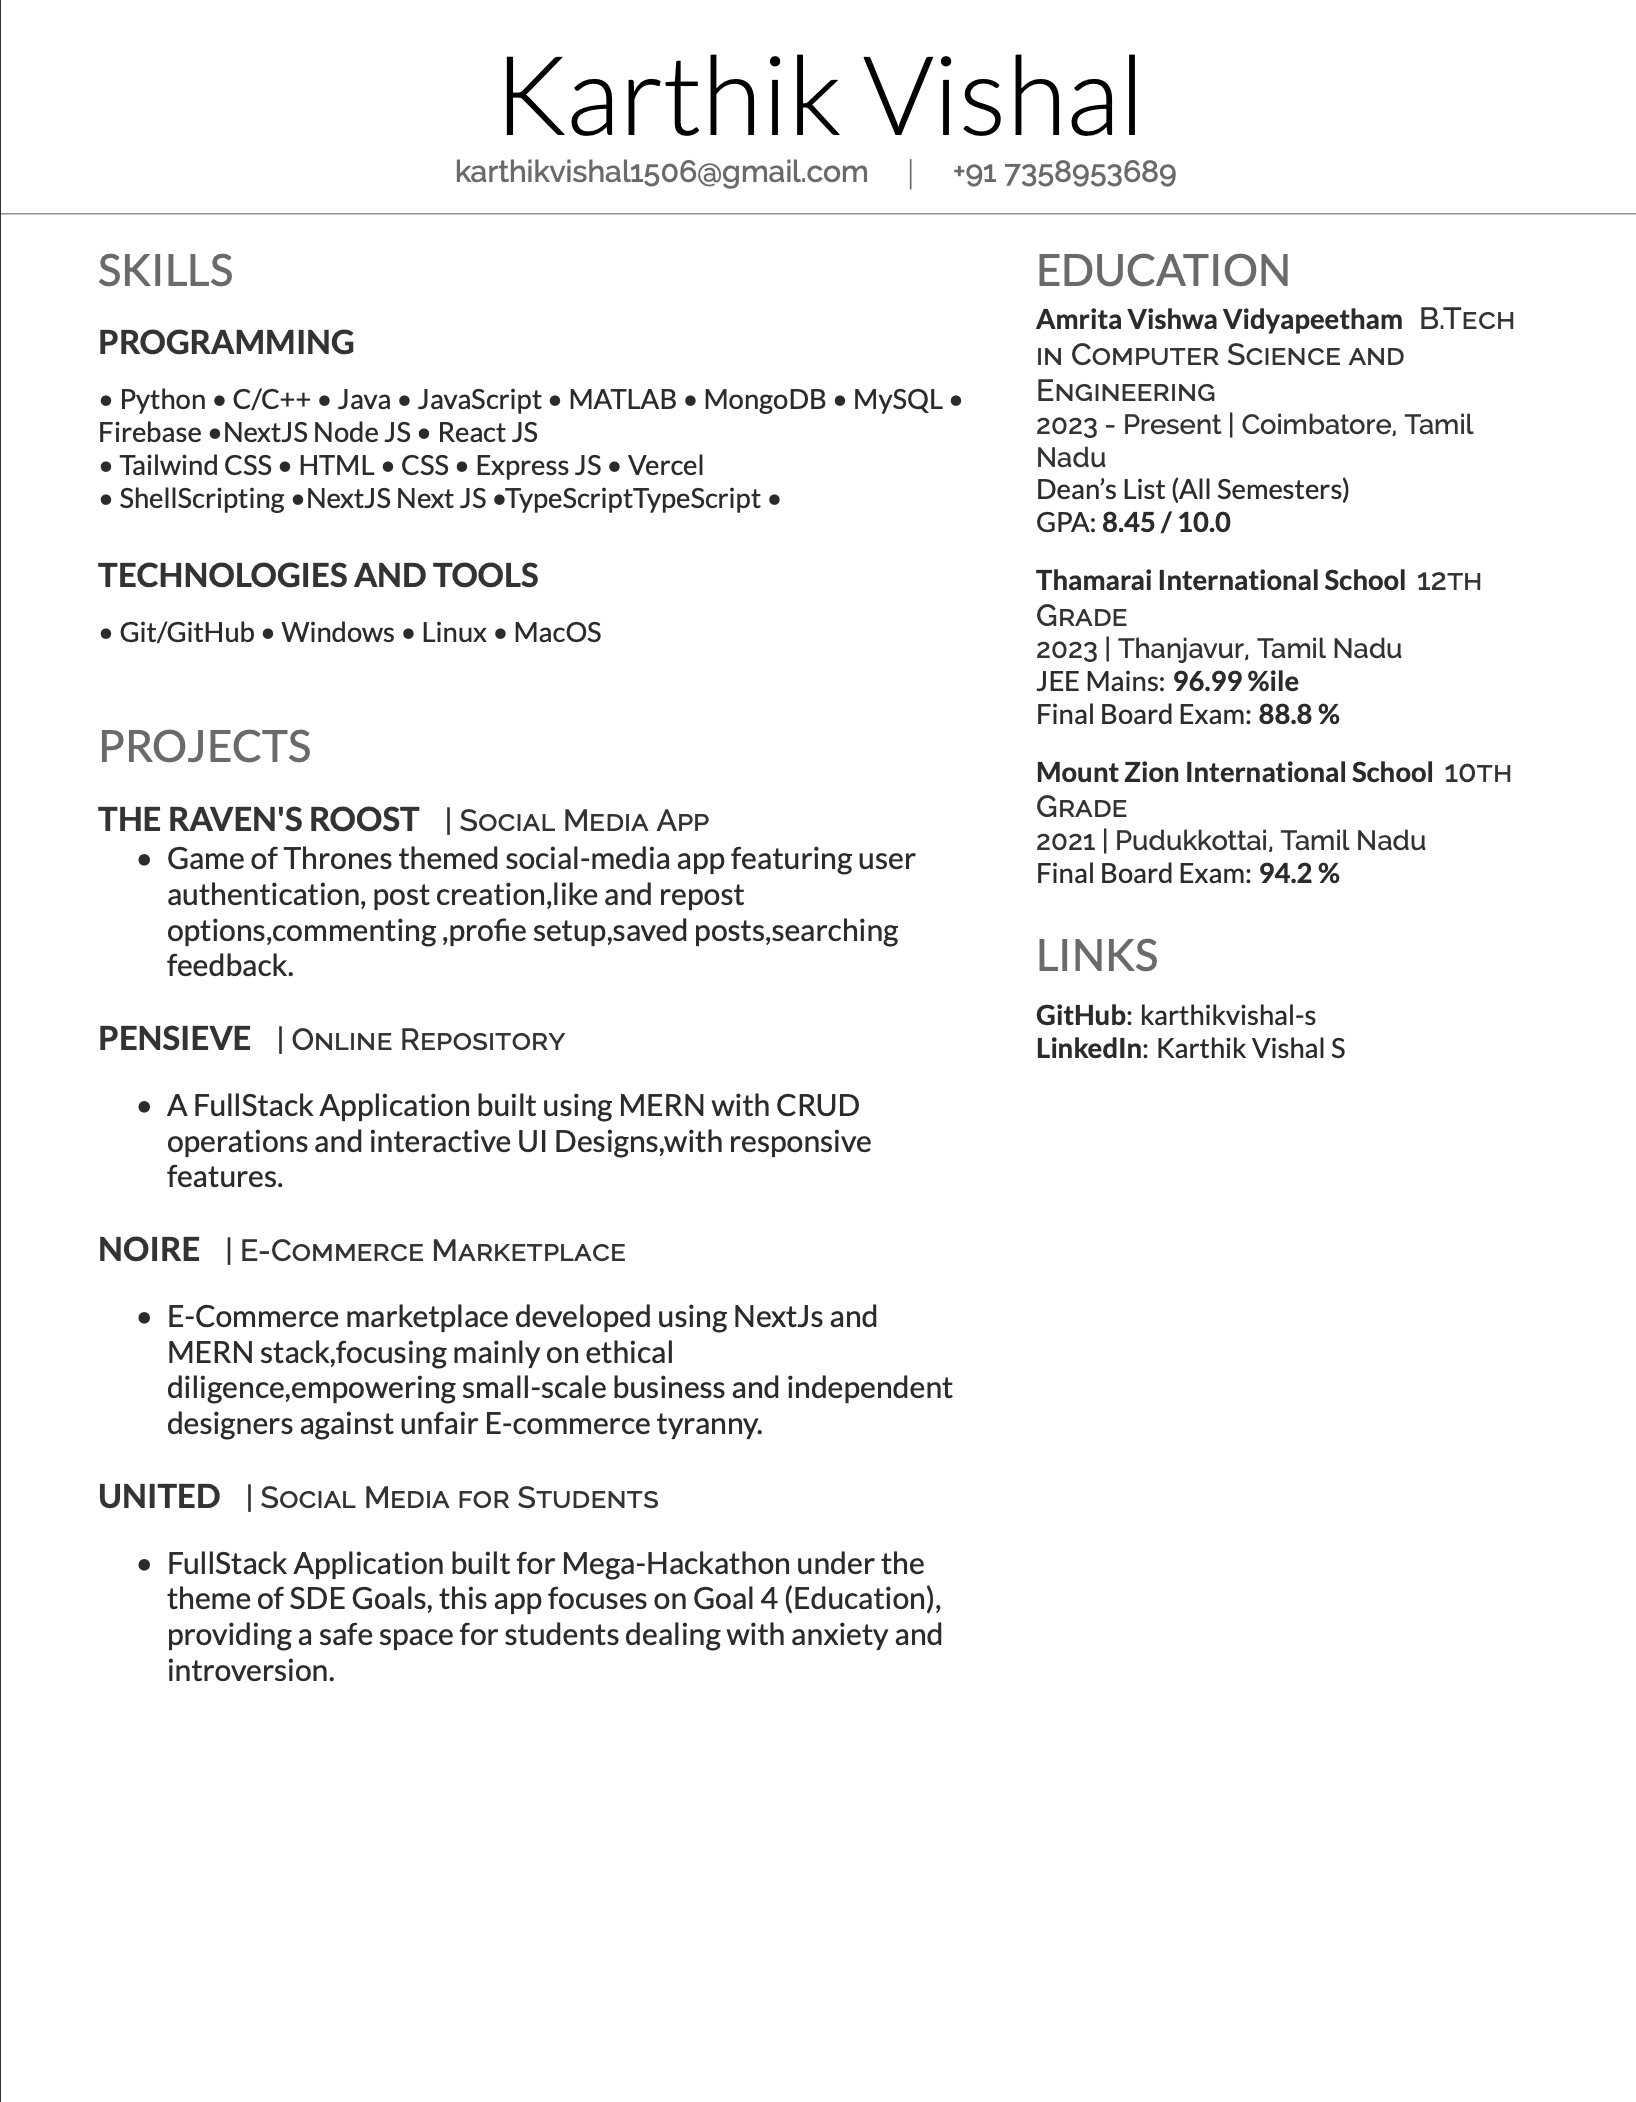 Karthik Vishal
karthikvishal1506@gmail.com | +91 7358953689
SKILLS
PROGRAMMING
• Python • C/C++ • Java • JavaScript • MATLAB • MongoDB • MySQL •
Firebase •NextJS Node JS • React JS
• Tailwind CSS • HTML • CSS • Express JS • Vercel
• ShellScripting •NextJS Next JS •TypeScriptTypeScript •
TECHNOLOGIES AND TOOLS
• Git/GitHub • Windows • Linux • MacOS
PROJECTS
THE RAVEN'S ROOST | SOCIAL MEDIA APP
• Game of Thrones themed social-media app featuring user
authentication, post creation,like and repost
options,commenting ,profie setup,saved posts,searching
feedback.
PENSIEVE | ONLINE REPOSITORY
• A FullStack Application built using MERN with CRUD
operations and interactive UI Designs,with responsive
features.
NOIRE | E-COMMERCE MARKETPLACE
• E-Commerce marketplace developed using NextJs and
MERN stack,focusing mainly on ethical
diligence,empowering small-scale business and independent
designers against unfair E-commerce tyranny.
UNITED | SOCIAL MEDIA FOR STUDENTS
• FullStack Application built for Mega-Hackathon under the
theme of SDE Goals, this app focuses on Goal 4 (Education),
providing a safe space for students dealing with anxiety and
introversion.
EDUCATION
Amrita Vishwa Vidyapeetham B.TECH
IN COMPUTER SCIENCE AND
ENGINEERING
2023 - Present | Coimbatore, Tamil
Nadu
Dean’s List (All Semesters)
GPA: 8.45 / 10.0
Thamarai International School 12TH
GRADE
2023 | Thanjavur, Tamil Nadu
JEE Mains: 96.99 %ile
Final Board Exam: 88.8 %
Mount Zion International School 10TH
GRADE
2021 | Pudukkottai, Tamil Nadu
Final Board Exam: 94.2 %
LINKS
GitHub: karthikvishal-s
LinkedIn: Karthik Vishal S